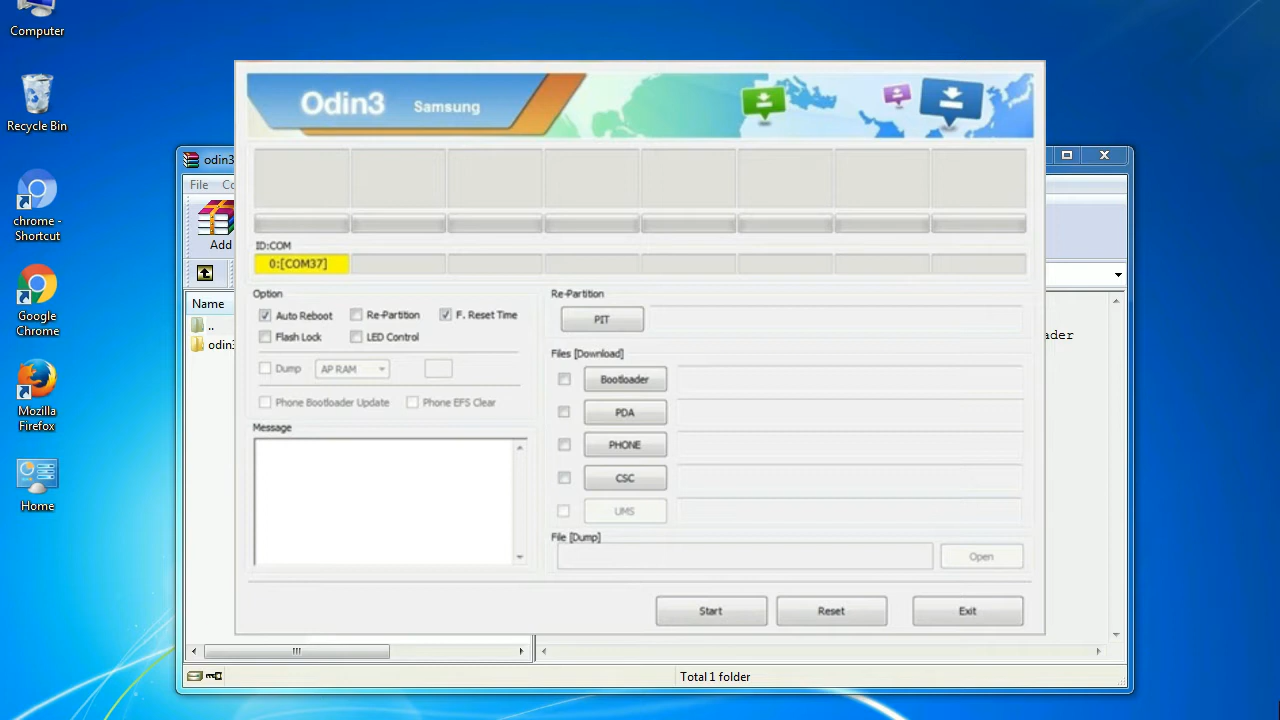 Computer
Recycle Bin
chrome -
Shortcut
Google
Chrome
Mozilla
Firefox
Home
odin3
File
Add
Name
..
odin3
Total 1 folder
Odin3 Samsung
ID:COM
0:[COM37]
Option
Auto Reboot Re-Partition F. Reset Time
Flash Lock LED Control
Dump AP RAM
Phone Bootloader Update Phone EFS Clear
Message
Re-Partition
PIT
Files [Download]
Bootloader
PDA
PHONE
CSC
UMS
File [Dump]
Open
Start Reset Exit